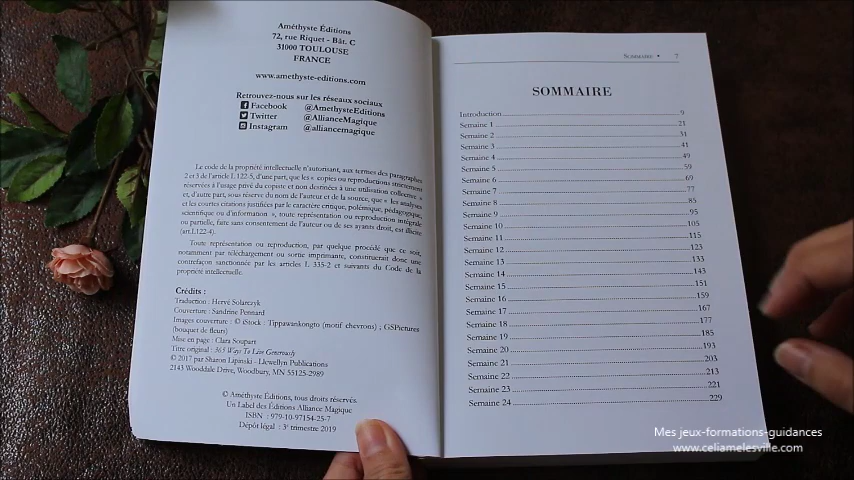 Améthyste Éditions
72, rue Riquet - Bât. C
31000 TOULOUSE
FRANCE
www.amethyste-editions.com
Retrouvez-nous sur les réseaux sociaux
Facebook @AmethysteEditions
Twitter @AllianceMagique
Instagram @alliancemagique
Le code de la propriété intellectuelle n'autorisant, aux termes des paragraphes
2 et 3 de l'article L 122-5, d'une part, que les « copies ou reproductions strictement
réservées à l'usage privé du copiste et non destinées à une utilisation collective »
et, d'autre part, sous réserve du nom de l'auteur et de la source, que « les analyses
et les courtes citations justifiées par le caractère critique, polémique, pédagogique,
scientifique ou d'information », toute représentation ou reproduction intégrale
ou partielle, faite sans consentement de l'auteur ou de ses ayants droit, est illicite
(art.L122-4).
Toute représentation ou reproduction, par quelque procédé que ce soit,
notamment par téléchargement ou sortie imprimante, constituerait donc une
contrefaçon sanctionnée par les articles L 335-2 et suivants du Code de la
propriété intellectuelle.
Crédits :
Traduction : Hervé Solarczyk
Couverture : Sandrine Pennard
Images couverture : © iStock : Tippawinkongto (motif chevrons) ; GSPictures
(bouquet de fleurs)
Mise en page : Clara Soupart
Titre original : 365 Ways To Live Generously
© 2017 par Sharon Lipinski - Llewellyn Publications
2143 Wooddale Drive, Woodbury, MN 55125-2989
© Améthyste Éditions, tous droits réservés.
Un Label des Éditions Alliance Magique
ISBN : 979-10-97154-25-7
Dépôt légal : 3e trimestre 2019
Sommaire • 7
SOMMAIRE
Introduction 9
Semaine 1 21
Semaine 2 31
Semaine 3 41
Semaine 4 49
Semaine 5 59
Semaine 6 69
Semaine 7 77
Semaine 8 85
Semaine 9 95
Semaine 10 105
Semaine 11 115
Semaine 12 123
Semaine 13 133
Semaine 14 143
Semaine 15 151
Semaine 16 159
Semaine 17 167
Semaine 18 177
Semaine 19 185
Semaine 20 193
Semaine 21 203
Semaine 22 213
Semaine 23 221
Semaine 24 229
Mes jeux-formations-guidances
www.celiamelesville.com